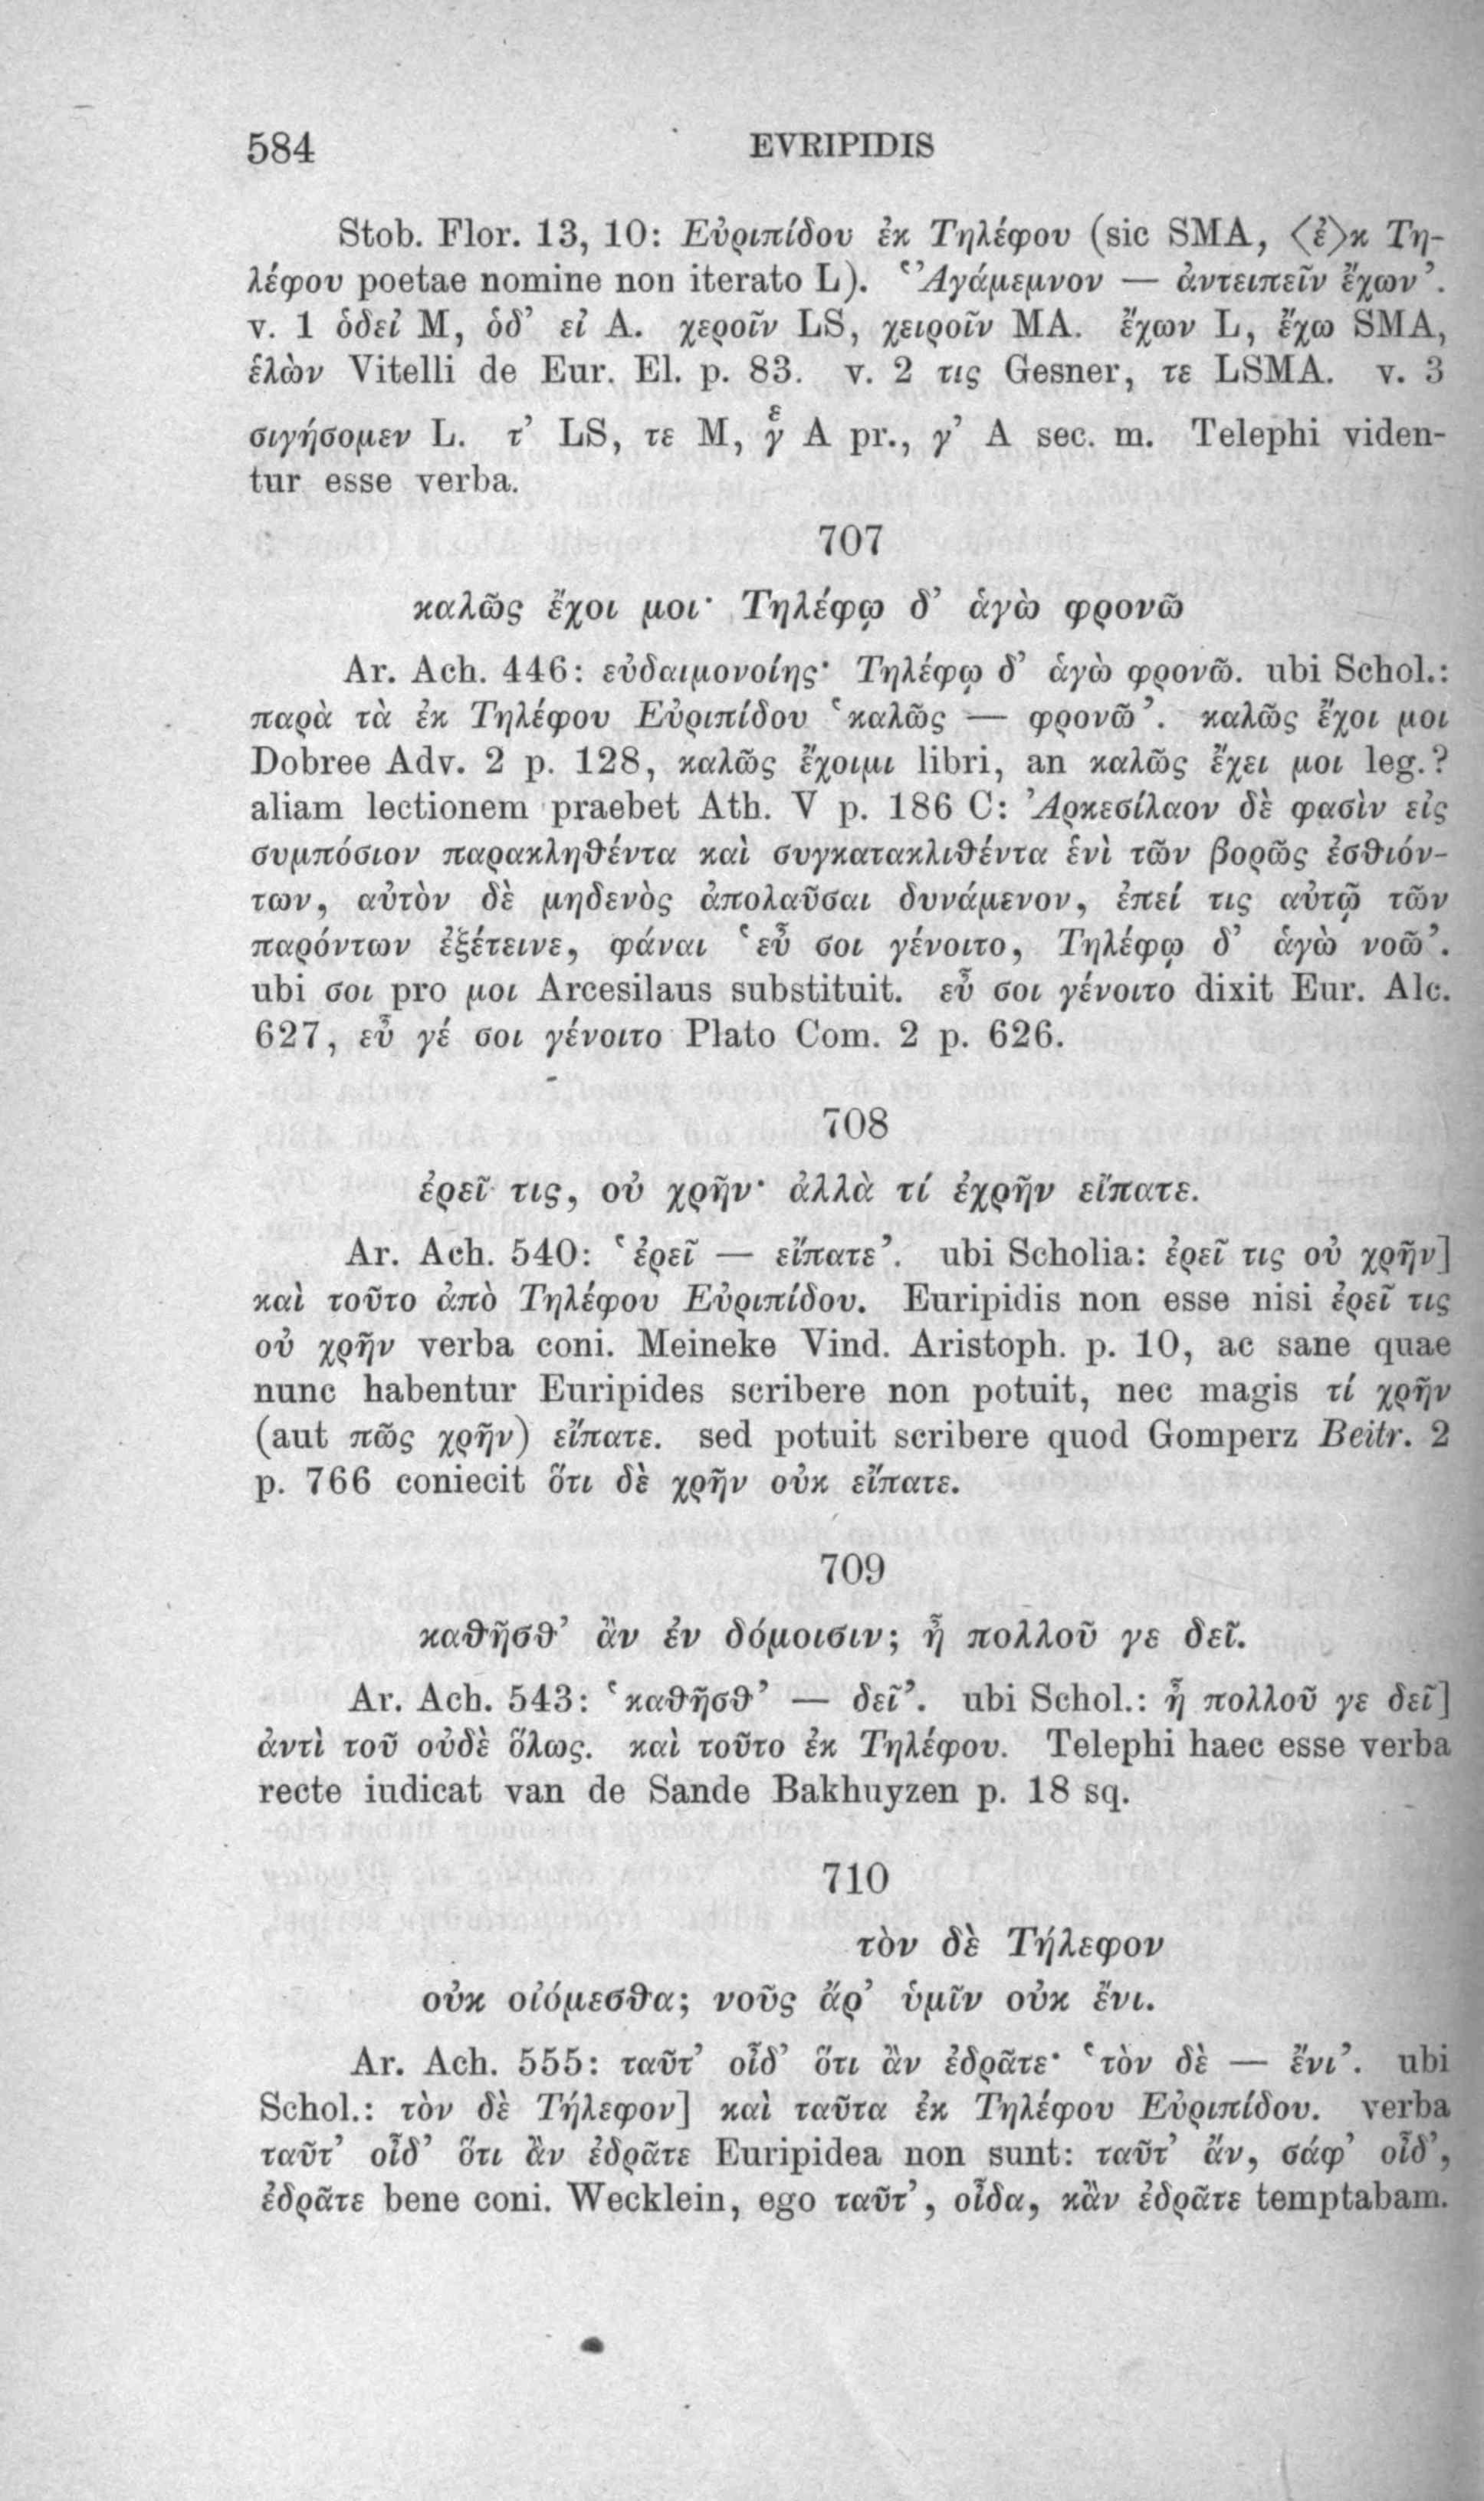 584 EVRIPIDIS
Stob. Flor. 13, 10: Εὐριπίδου ἐκ Τηλέφου (sic SMA, ⟨ἐ⟩κ Τη-
λέφου poetae nomine non iterato L). ‘Ἀγάμεμνον — ἀντειπεῖν ἔχων’.
v. 1 ὁδεἰ M, ὁδ’ εἰ A. χεροῖν LS, χειροῖν MA. ἔχων L, ἔχω SMA,
ἑλὼν Vitelli de Eur. El. p. 83. v. 2 τις Gesner, τε LSMA. v. 3
σιγήσομεν L. τ’ LS, τε M, γ̔ε A pr., γ’ A sec. m. Telephi viden-
tur esse verba.
707
καλῶς ἔχοι μοι· Τηλέφῳ δ’ ἁγὼ φρονῶ
Ar. Ach. 446: εὐδαιμονοίης· Τηλέφῳ δ’ ἁγὼ φρονῶ. ubi Schol.:
παρὰ τὰ ἐκ Τηλέφου Εὐριπίδου ‘καλῶς — φρονῶ’. καλῶς ἔχοι μοι
Dobree Adv. 2 p. 128, καλῶς ἔχοιμι libri, an καλῶς ἔχει μοι leg.?
aliam lectionem praebet Ath. V p. 186 C: Ἀρκεσίλαον δὲ φασὶν εἰς
συμπόσιον παρακληθέντα καὶ συγκατακλιθέντα ἑνὶ τῶν βορῶς ἐσθιόν-
των, αὐτὸν δὲ μηδενὸς ἀπολαῦσαι δυνάμενον, ἐπεί τις αὐτῷ τῶν
παρόντων ἐξέτεινε, φάναι ‘εὖ σοι γένοιτο, Τηλέφῳ δ’ ἁγὼ νοῶ’.
ubi σοι pro μοι Arcesilaus substituit. εὖ σοι γένοιτο dixit Eur. Alc.
627, εὖ γέ σοι γένοιτο Plato Com. 2 p. 626.
708
ἐρεῖ τις, οὐ χρῆν· ἀλλὰ τί ἐχρῆν εἴπατε.
Ar. Ach. 540: ‘ἐρεῖ — εἴπατε’. ubi Scholia: ἐρεῖ τις οὐ χρῆν]
καὶ τοῦτο ἀπὸ Τηλέφου Εὐριπίδου. Euripidis non esse nisi ἐρεῖ τις
οὐ χρῆν verba coni. Meineke Vind. Aristoph. p. 10, ac sane quae
nunc habentur Euripides scribere non potuit, nec magis τί χρῆν
(aut πῶς χρῆν) εἴπατε. sed potuit scribere quod Gomperz Beitr. 2
p. 766 coniecit ὅτι δὲ χρῆν οὐκ εἴπατε.
709
καθῆσθ’ ἂν ἐν δόμοισιν; ἦ πολλοῦ γε δεῖ.
Ar. Ach. 543: ‘καθῆσθ’ — δεῖ’. ubi Schol.: ἦ πολλοῦ γε δεῖ]
ἀντὶ τοῦ οὐδὲ ὅλως. καὶ τοῦτο ἐκ Τηλέφου. Telephi haec esse verba
recte iudicat van de Sande Bakhuyzen p. 18 sq.
710
τὸν δὲ Τήλεφον
οὐκ οἰόμεσθα; νοῦς ἄρ’ ὑμῖν οὐκ ἔνι.
Ar. Ach. 555: ταῦτ’ οἶδ’ ὅτι ἂν ἐδρᾶτε· ‘τὸν δὲ — ἔνι’. ubi
Schol.: τὸν δὲ Τήλεφον] καὶ ταῦτα ἐκ Τηλέφου Εὐριπίδου. verba
ταῦτ’ οἶδ’ ὅτι ἂν ἐδρᾶτε Euripidea non sunt: ταῦτ’ ἄν, σάφ’ οἶδ’,
ἐδρᾶτε bene coni. Wecklein, ego ταῦτ’, οἶδα, κἂν ἐδρᾶτε temptabam.